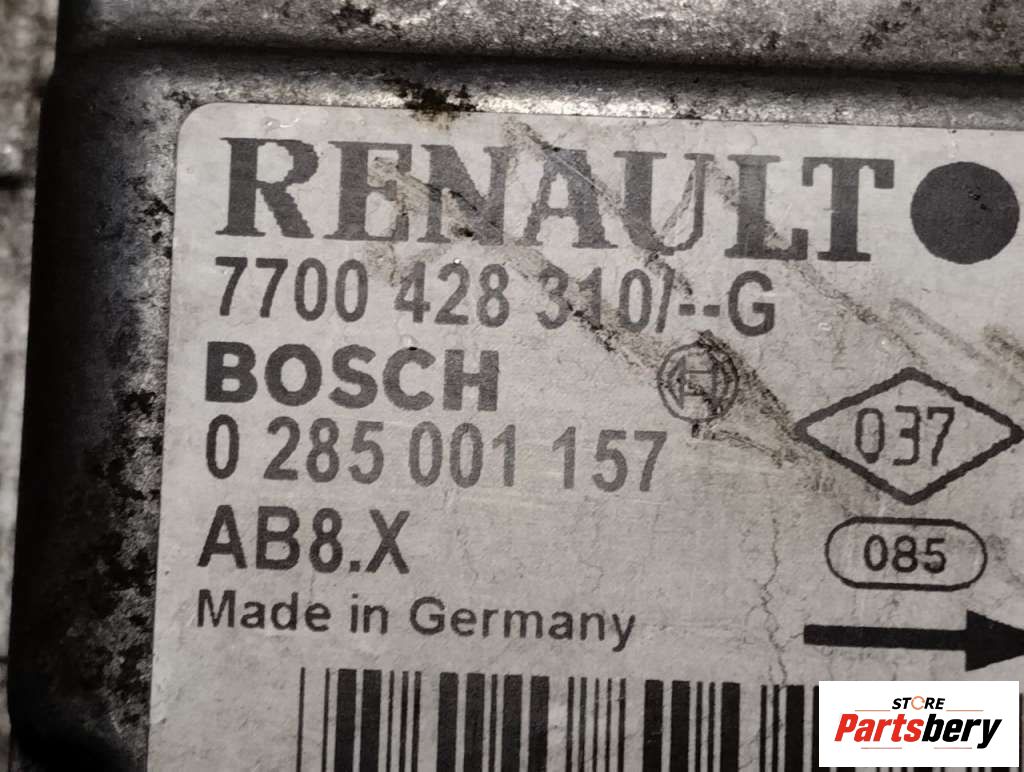 RENAULT
7700 428 310/--G
BOSCH
0 285 001 157
037
AB8.X
085
Made in Germany
STORE
Partsbery